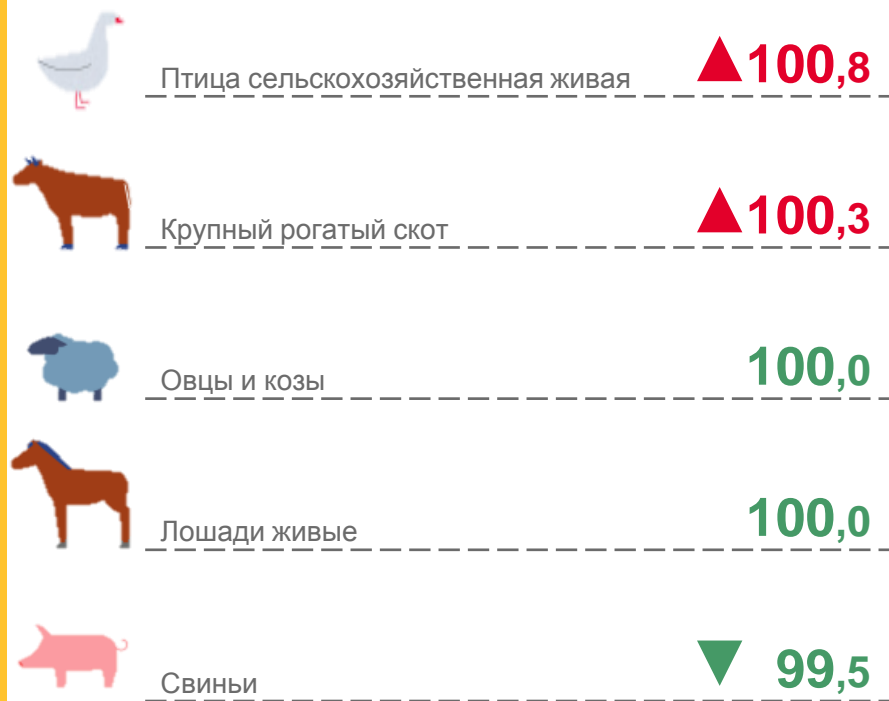 Птица сельскохозяйственная живая ▲100,8
Крупный рогатый скот ▲100,3
Овцы и козы 100,0
Лошади живые 100,0
Свиньи ▼ 99,5